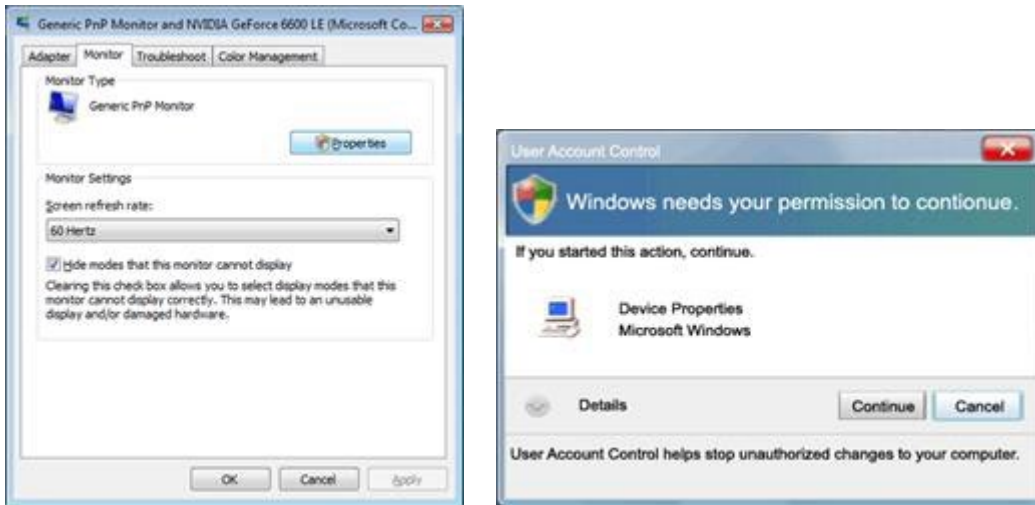 Generic PnP Monitor and NVIDIA GeForce 6600 LE (Microsoft Co...
Adapter Monitor Troubleshoot Color Management
Monitor Type
Generic PnP Monitor
Properties
Monitor Settings
Screen refresh rate:
60 Hertz
Hide modes that this monitor cannot display
Clearing this check box allows you to select display modes that this
monitor cannot display correctly. This may lead to an unusable
display and/or damaged hardware.
OK Cancel Apply
User Account Control
Windows needs your permission to contionue.
If you started this action, continue.
Device Properties
Microsoft Windows
Details Continue Cancel
User Account Control helps stop unauthorized changes to your computer.